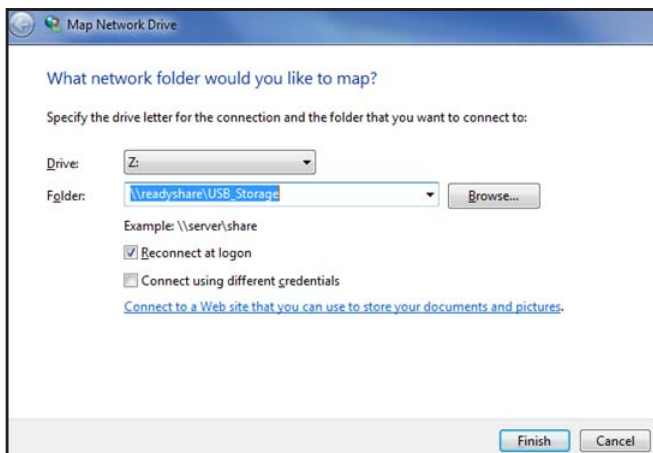 Map Network Drive
What network folder would you like to map?
Specify the drive letter for the connection and the folder that you want to connect to:
Drive: Z:
Folder: \\readyshare\USB_Storage Browse...
Example: \\server\share
Reconnect at logon
Connect using different credentials
Connect to a Web site that you can use to store your documents and pictures.
Finish Cancel